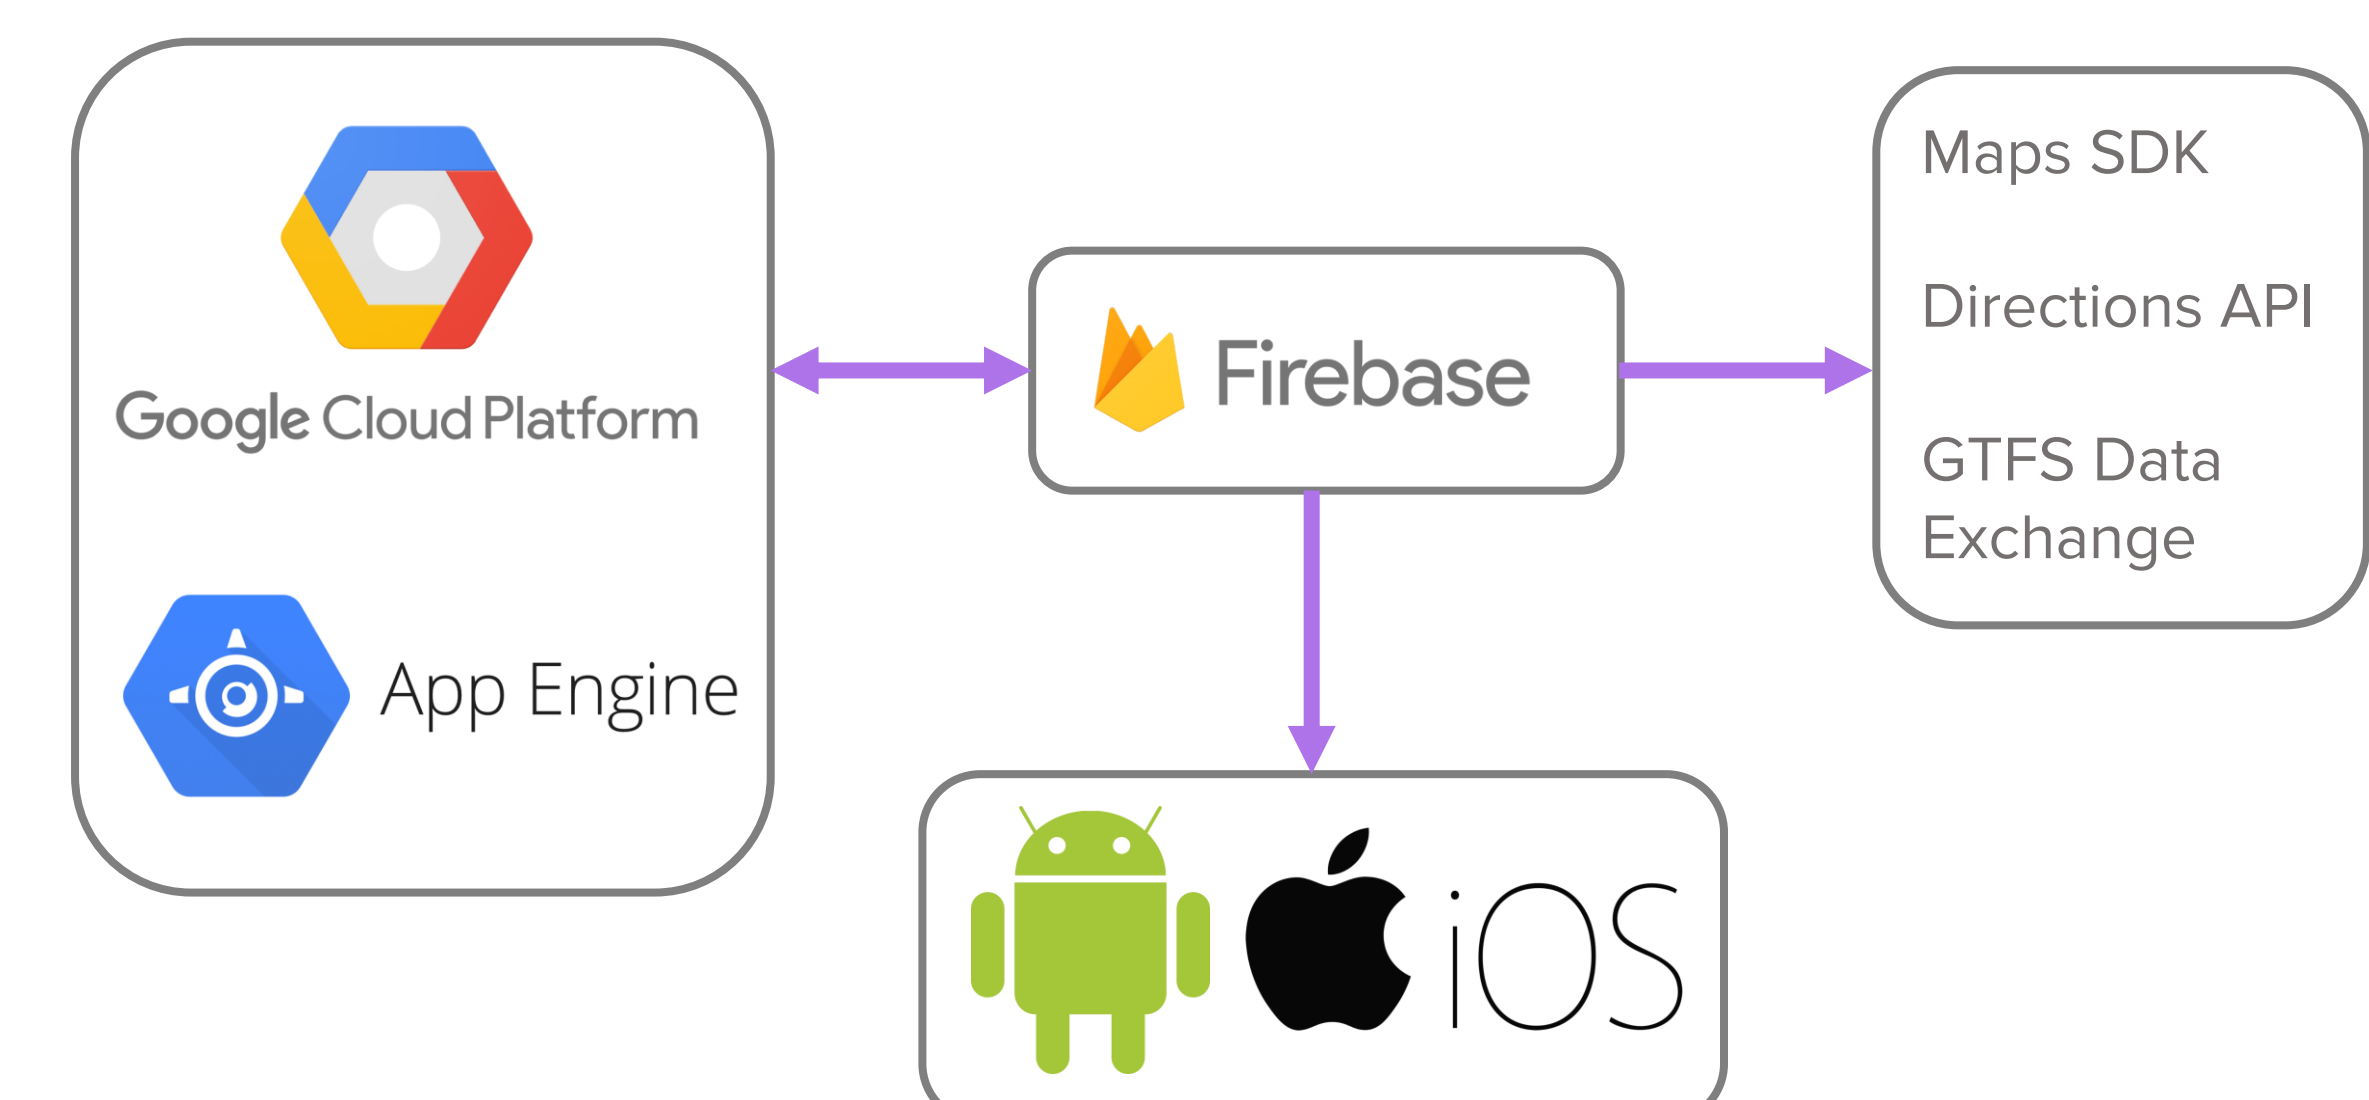 Google Cloud Platform
App Engine
Firebase
Maps SDK
Directions API
GTFS Data
Exchange
iOS